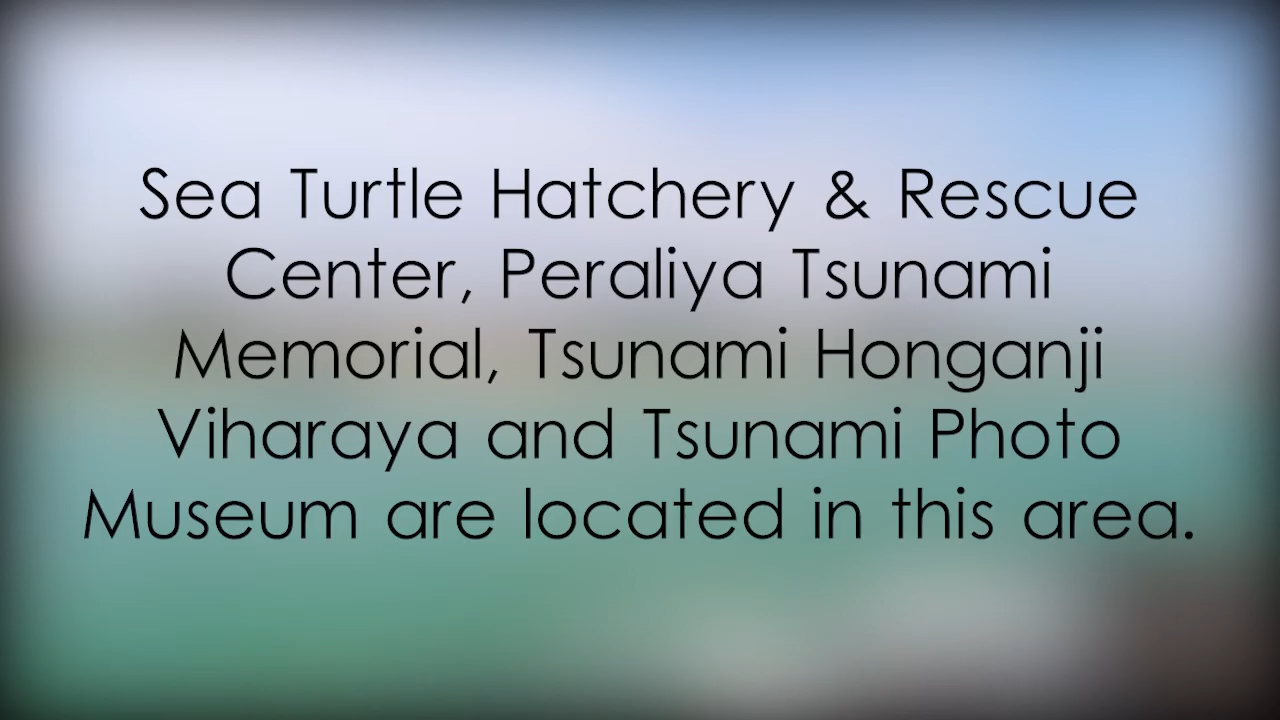 Sea Turtle Hatchery & Rescue
Center, Peraliya Tsunami
Memorial, Tsunami Honganji
Viharaya and Tsunami Photo
Museum are located in this area.